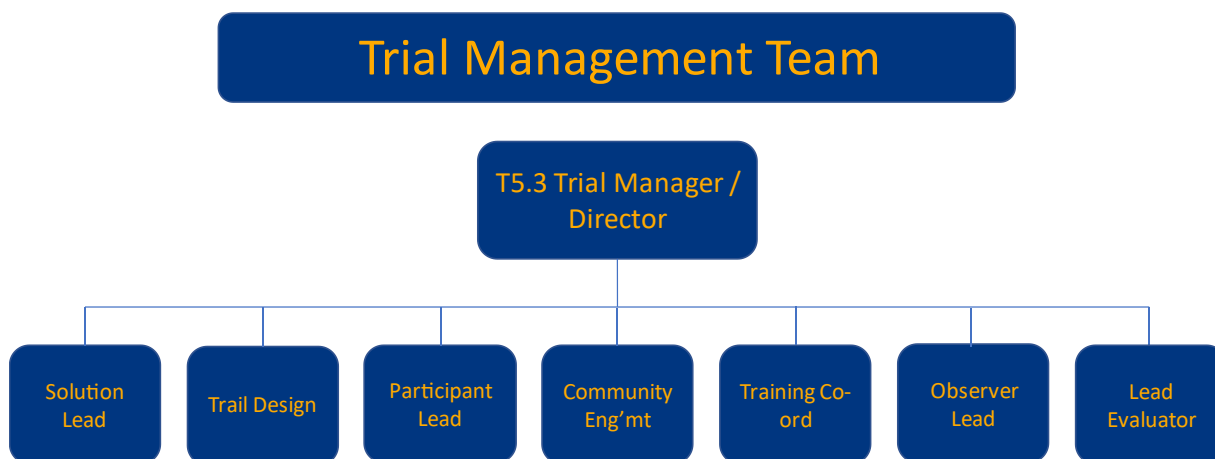 Trial Management Team
T5.3 Trial Manager /
Director
Solution
Lead
Trail Design
Participant
Lead
Community
Eng’mt
Training Co-
ord
Observer
Lead
Lead
Evaluator